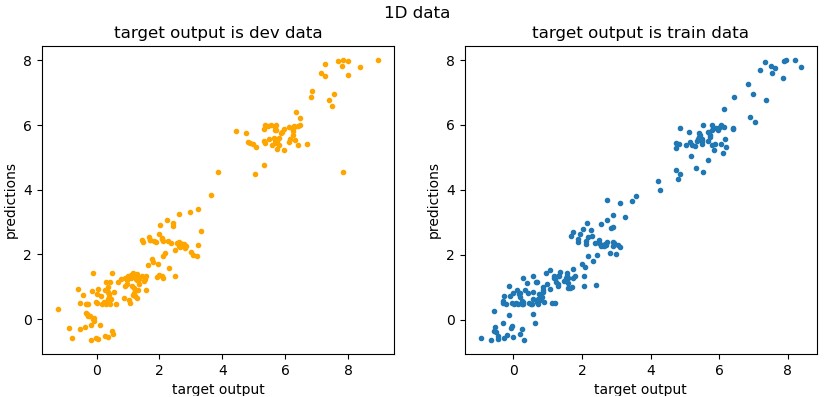 1D data
target output is dev data
predictions
8
6
4
2
0
0 2 4 6 8
target output
target output is train data
predictions
8
6
4
2
0
0 2 4 6 8
target output